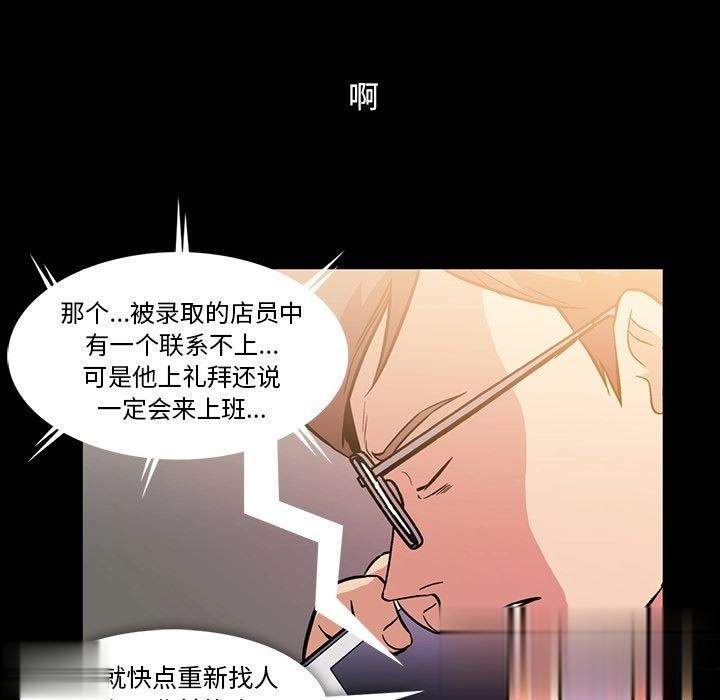 啊
那个...被录取的店员中
有一个联系不上...
可是他上礼拜还说
一定会来上班...
就快点重新找人